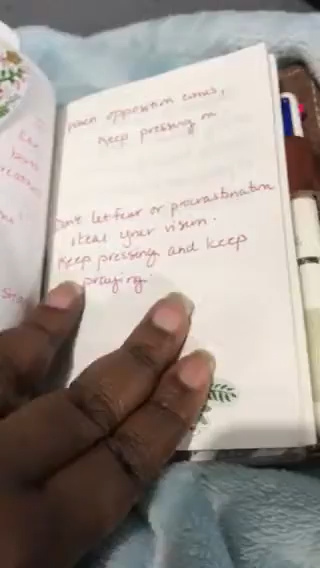 when opposition comes,
Keep pressing on
Don't let fear or procrastination
steal your vision.
Keep pressing and keep
praying.